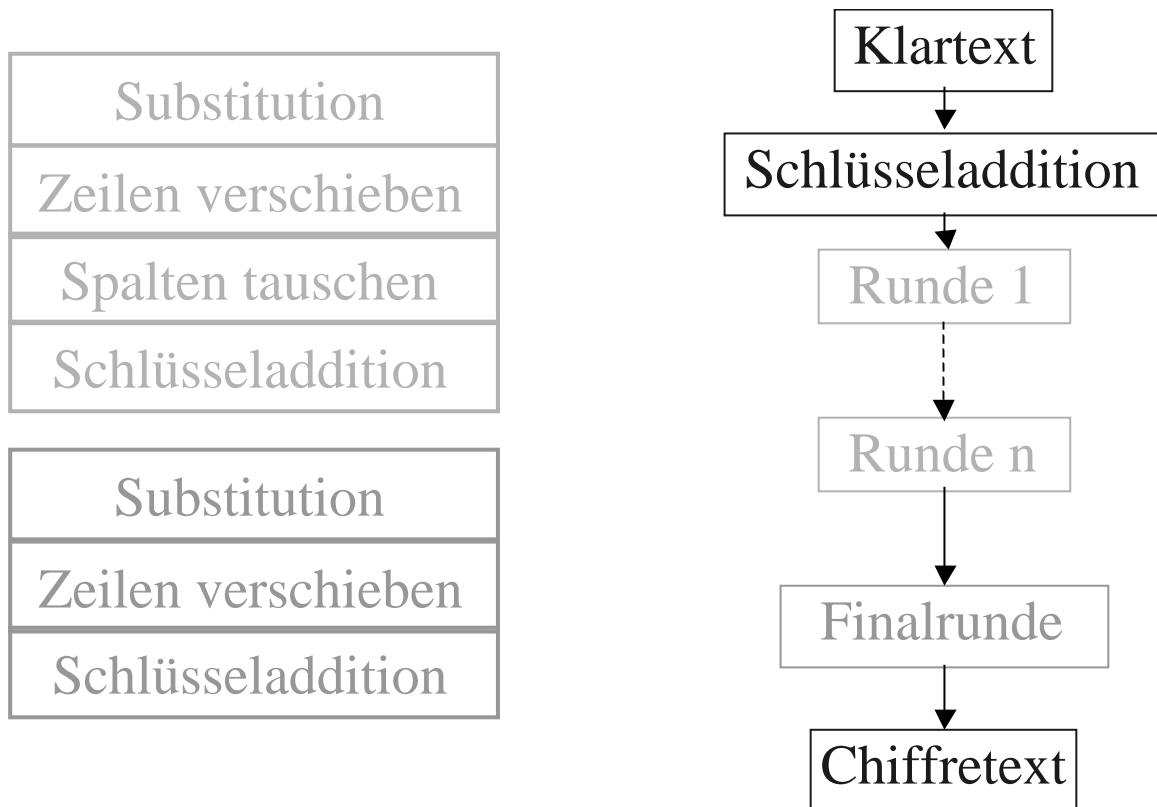 Substitution
Zeilen verschieben
Spalten tauschen
Schlüsseladdition
Substitution
Zeilen verschieben
Schlüsseladdition
Klartext
Schlüsseladdition
Runde 1
Runde n
Finalrunde
Chiffretext